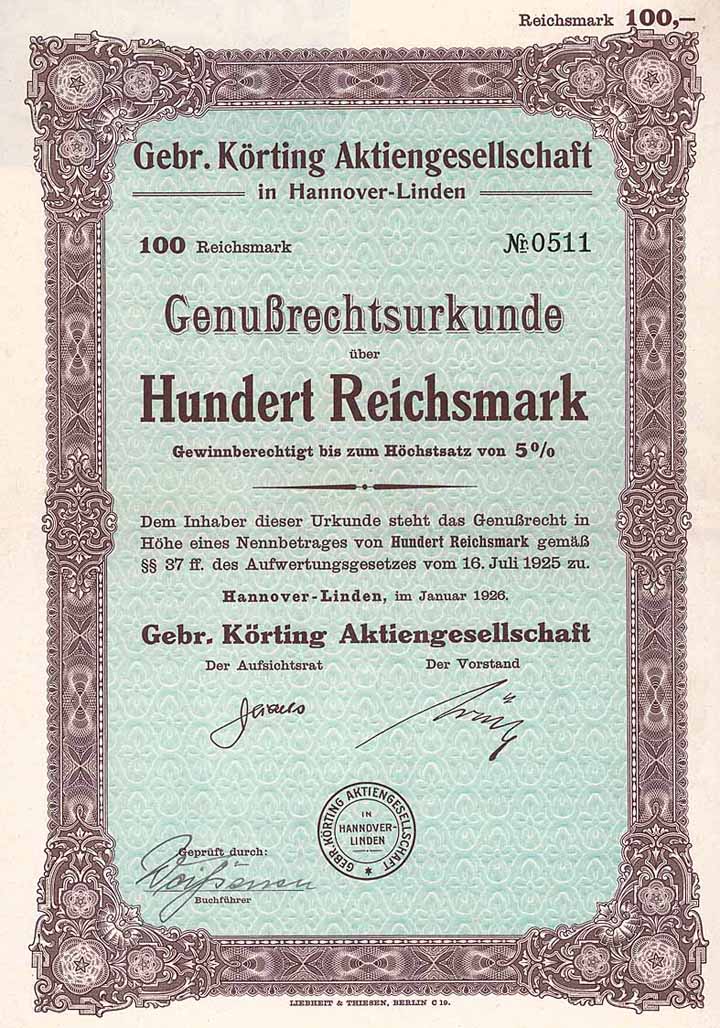 Reichsmark 100,—
Gebr. Körting Aktiengesellschaft
in Hannover-Linden
100 Reichsmark
Nr. 0511
Genußrechtsurkunde
über
Hundert Reichsmark
Gewinnberechtigt bis zum Höchstsatz von 5%
Dem Inhaber dieser Urkunde steht das Genußrecht in
Höhe eines Nennbetrages von Hundert Reichsmark gemäß
§§ 37 ff. des Aufwertungsgesetzes vom 16. Juli 1925 zu.
Hannover-Linden, im Januar 1926.
Gebr. Körting Aktiengesellschaft
Der Aufsichtsrat
Der Vorstand
GEBR. KÖRTING AKTIENGESELLSCHAFT
IN
HANNOVER-
LINDEN
Geprüft durch:
Buchführer
LIEBHEIT & THIESEN, BERLIN C 19.